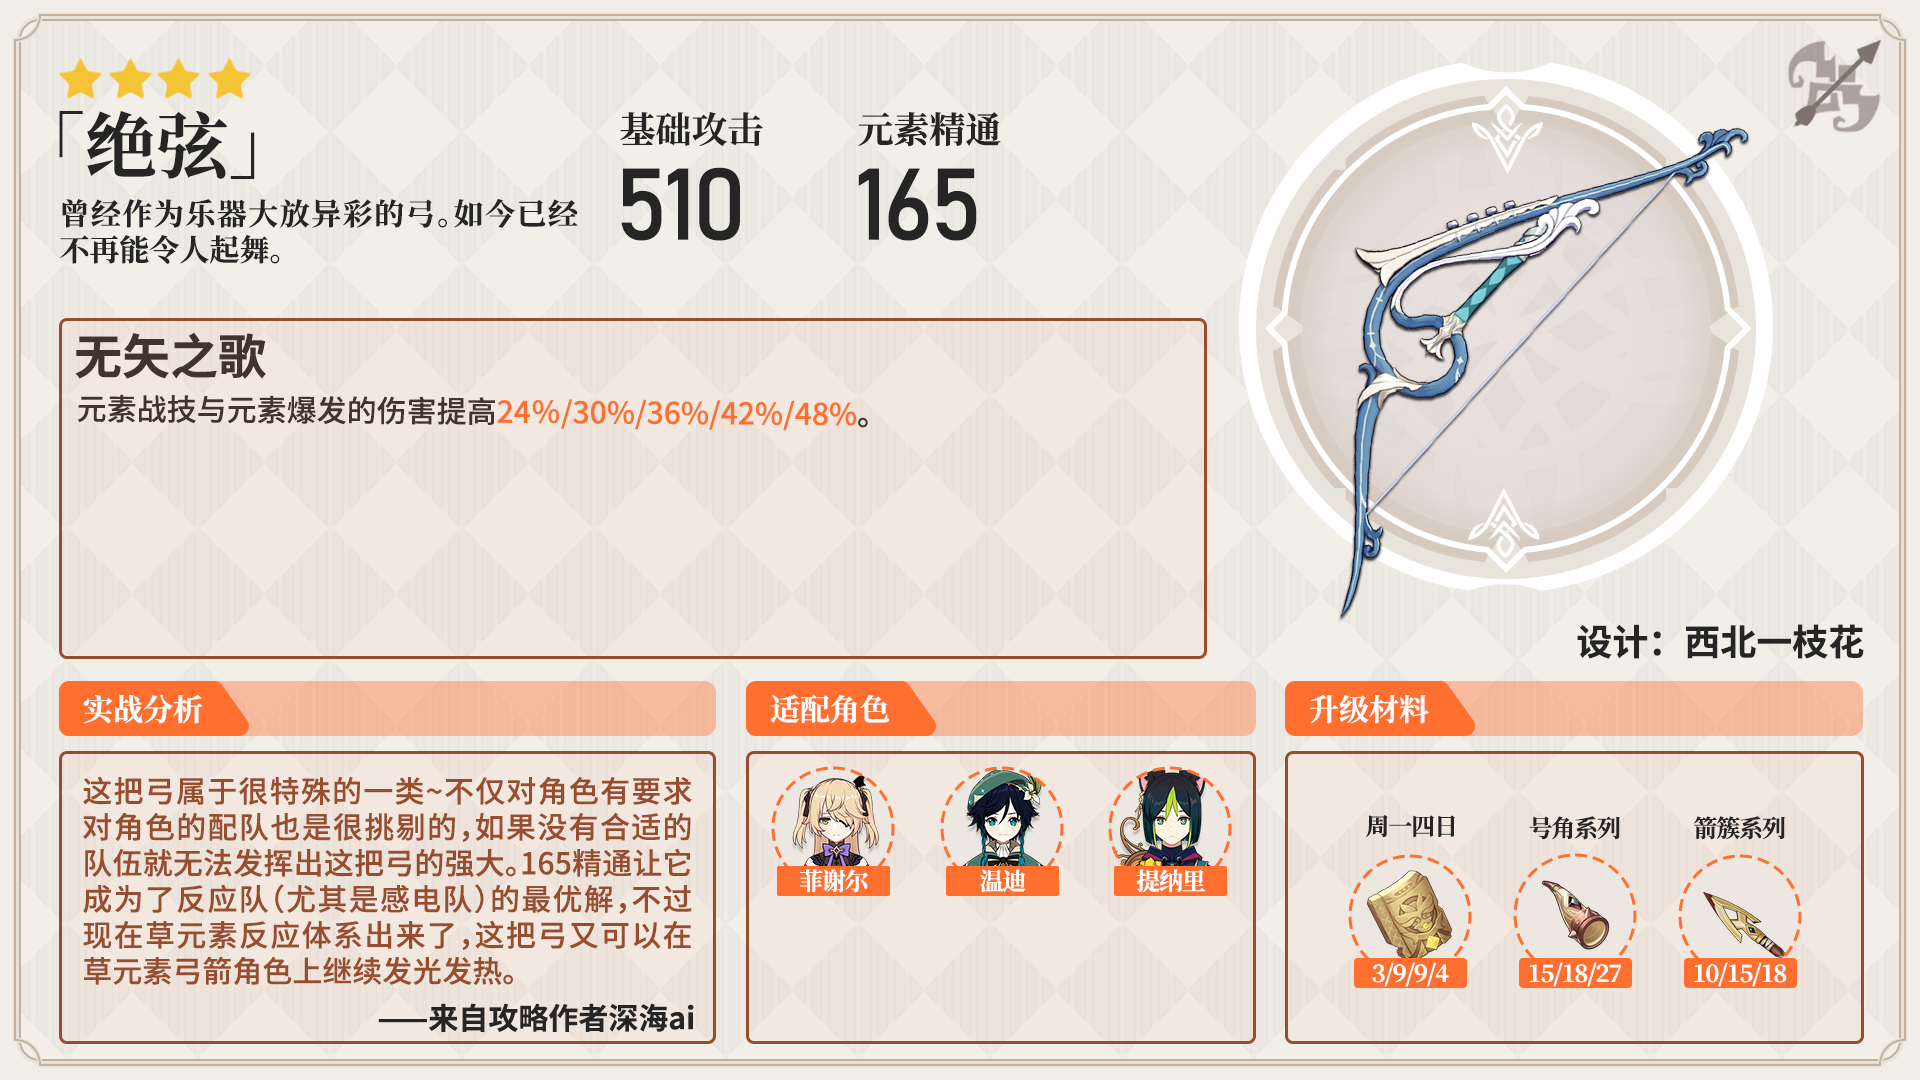 「绝弦」
曾经作为乐器大放异彩的弓。如今已经
不再能令人起舞。
基础攻击
510
元素精通
165
无矢之歌
元素战技与元素爆发的伤害提高24%/30%/36%/42%/48%。
设计：西北一枝花
实战分析
这把弓属于很特殊的一类~不仅对角色有要求
对角色的配队也是很挑剔的，如果没有合适的
队伍就无法发挥出这把弓的强大。165精通让它
成为了反应队（尤其是感电队）的最优解，不过
现在草元素反应体系出来了，这把弓又可以在
草元素弓箭角色上继续发光发热。
——来自攻略作者深海ai
适配角色
菲谢尔
温迪
提纳里
升级材料
周一四日
号角系列
箭簇系列
3/9/9/4
15/18/27
10/15/18